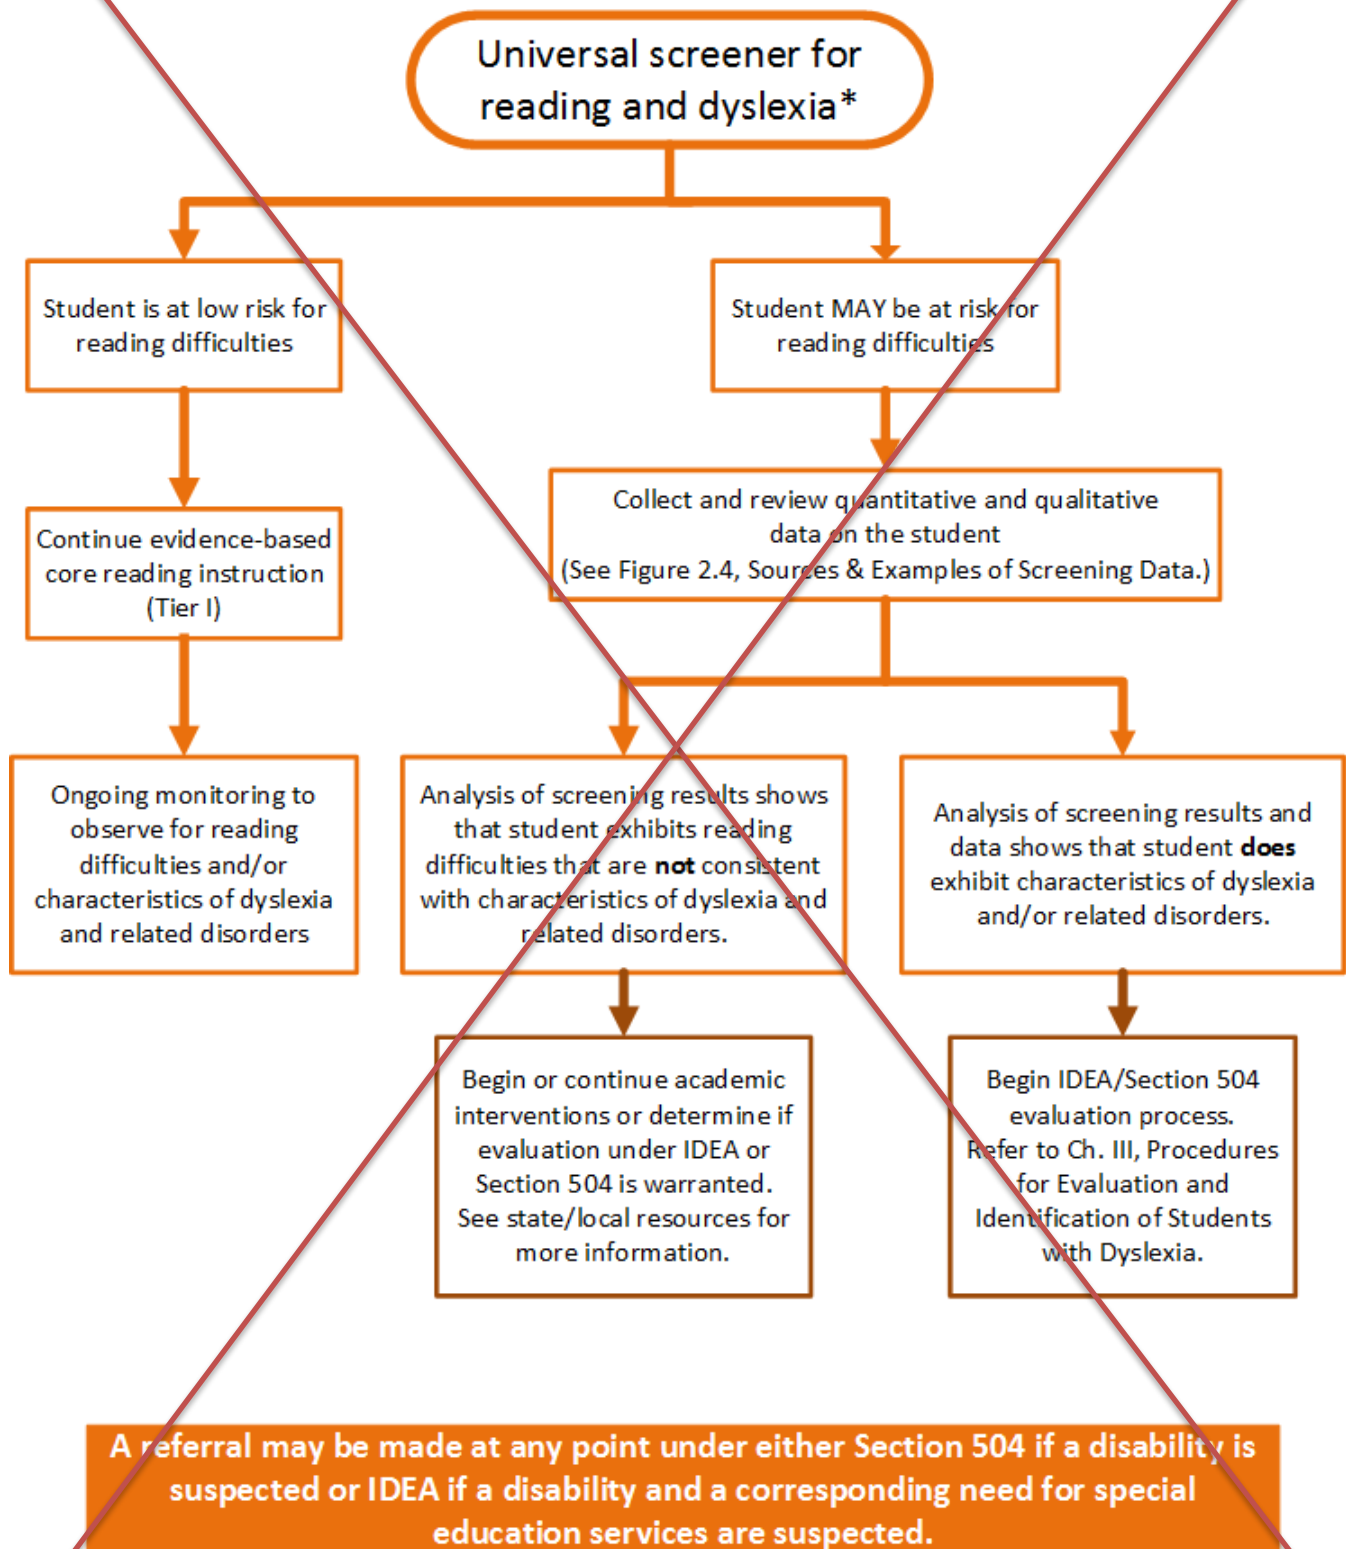 Universal screener for
reading and dyslexia*
Student is at low risk for
reading difficulties
Student MAY be at risk for
reading difficulties
Continue evidence-based
core reading instruction
(Tier I)
Collect and review quantitative and qualitative
data on the student
(See Figure 2.4, Sources & Examples of Screening Data.)
Ongoing monitoring to
observe for reading
difficulties and/or
characteristics of dyslexia
and related disorders
Analysis of screening results shows
that student exhibits reading
difficulties that are not consistent
with characteristics of dyslexia and
related disorders.
Analysis of screening results and
data shows that student does
exhibit characteristics of dyslexia
and/or related disorders.
Begin or continue academic
interventions or determine if
evaluation under IDEA or
Section 504 is warranted.
See state/local resources for
more information.
Begin IDEA/Section 504
evaluation process.
Refer to Ch. III, Procedures
for Evaluation and
Identification of Students
with Dyslexia.
A referral may be made at any point under either Section 504 if a disability is
suspected or IDEA if a disability and a corresponding need for special
education services are suspected.